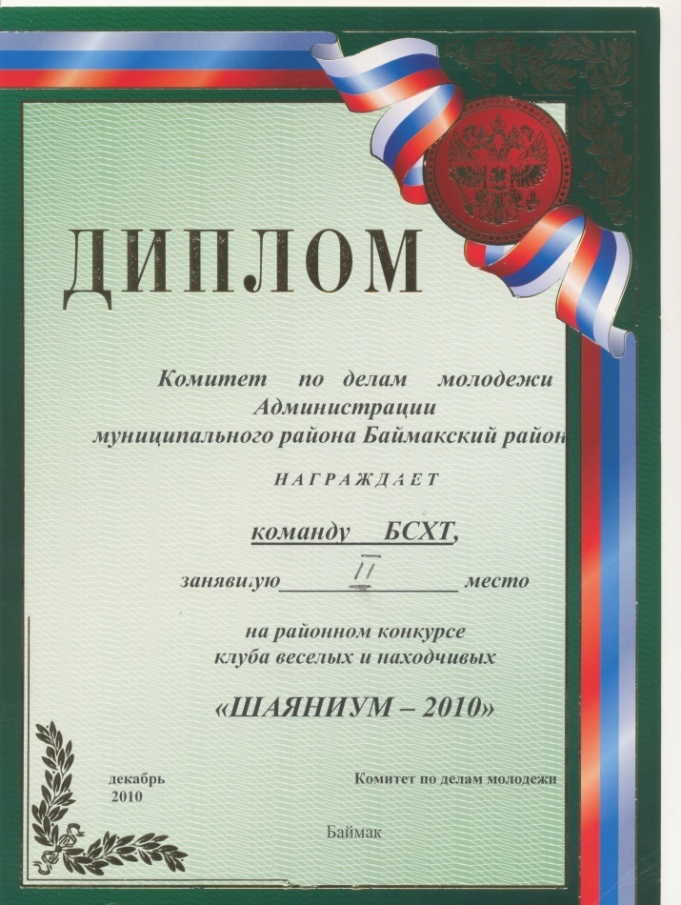 ДИПЛОМ
Комитет по делам молодежи
Администрации
муниципального района Баймакский район
НАГРАЖДАЕТ
команду БСХТ,
занявшую II место
на районном конкурсе
клуба веселых и находчивых
«ШАЯНИУМ – 2010»
декабрь Комитет по делам молодежи
2010
Баймак